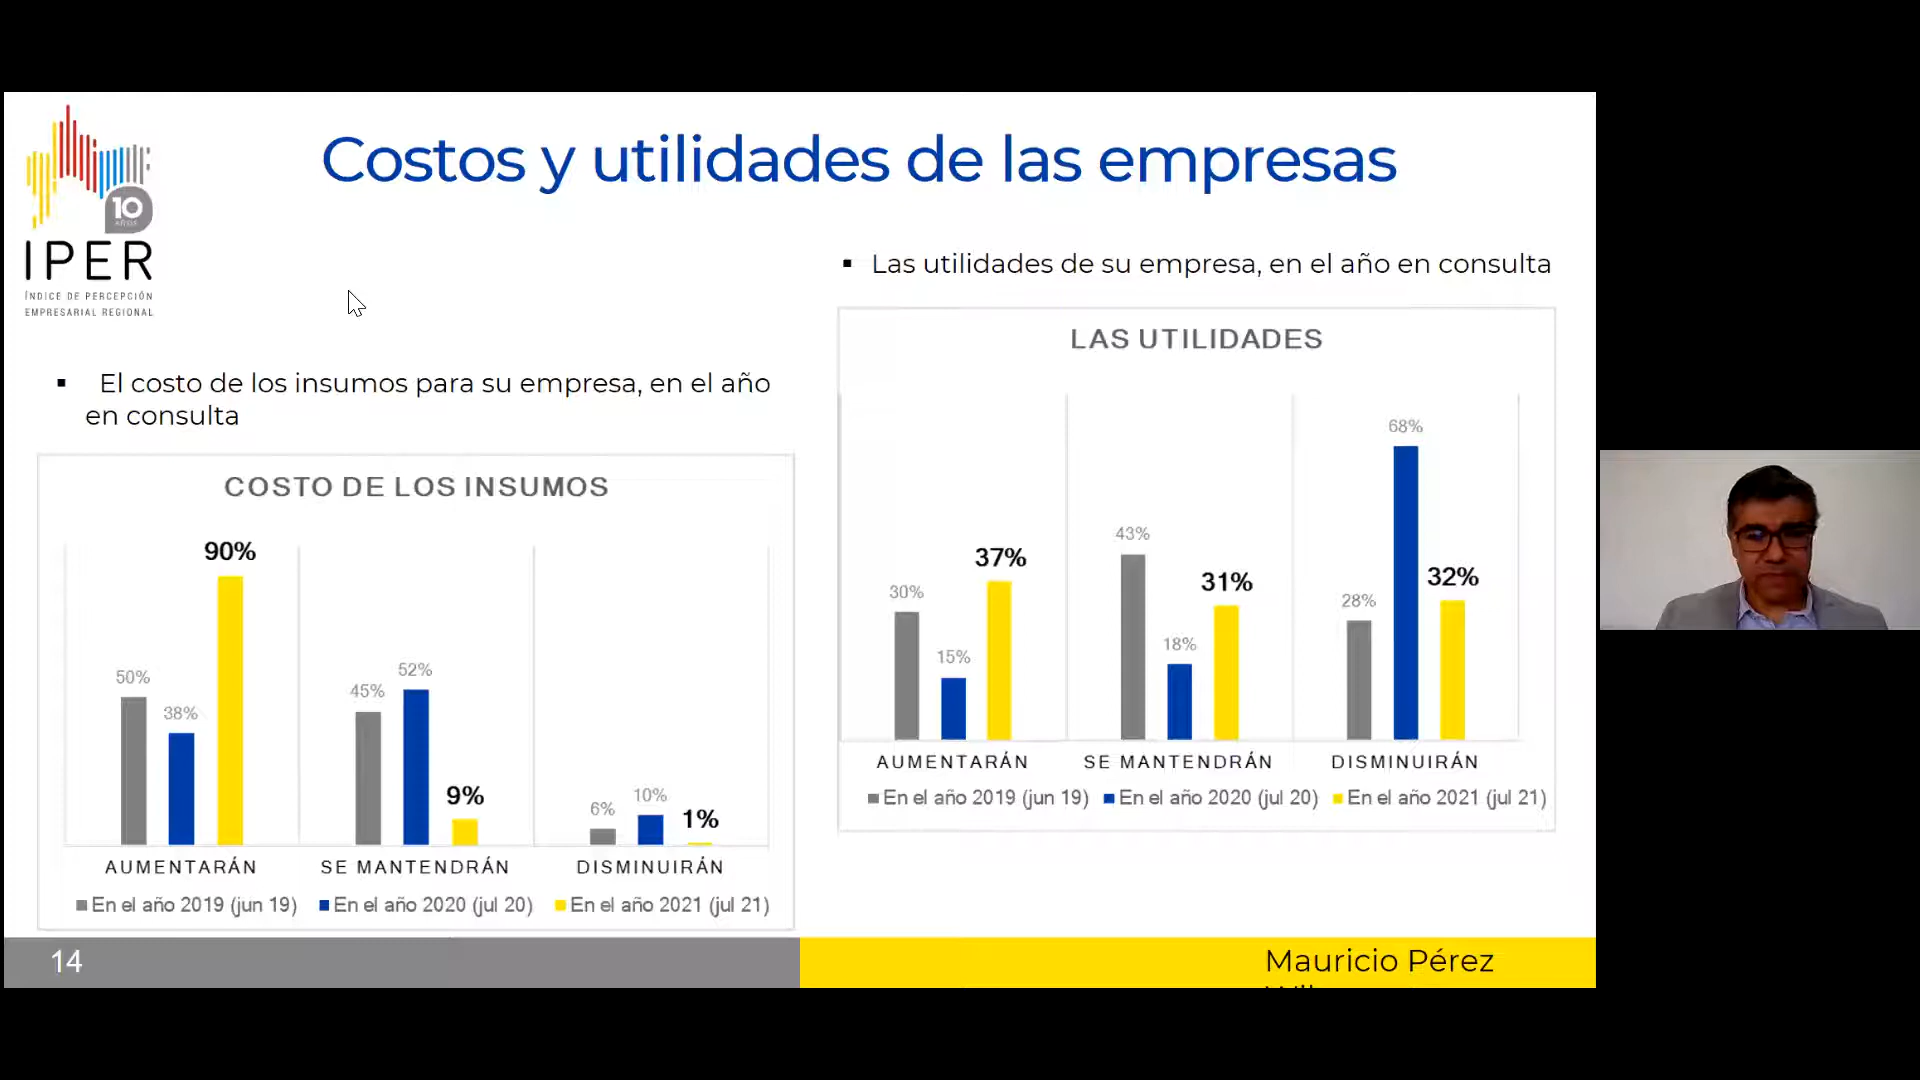 10
AÑOS
IPER
ÍNDICE DE PERCEPCIÓN
EMPRESARIAL REGIONAL
Costos y utilidades de las empresas
▪ El costo de los insumos para su empresa, en el año
en consulta
COSTO DE LOS INSUMOS
50%
38%
90%
45%
52%
9%
6%
10%
1%
AUMENTARÁN SE MANTENDRÁN DISMINUIRÁN
En el año 2019 (jun 19) En el año 2020 (jul 20) En el año 2021 (jul 21)
▪ Las utilidades de su empresa, en el año en consulta
LAS UTILIDADES
30%
15%
37%
43%
18%
31%
28%
68%
32%
AUMENTARÁN SE MANTENDRÁN DISMINUIRÁN
En el año 2019 (jun 19) En el año 2020 (jul 20) En el año 2021 (jul 21)
14
Mauricio Pérez